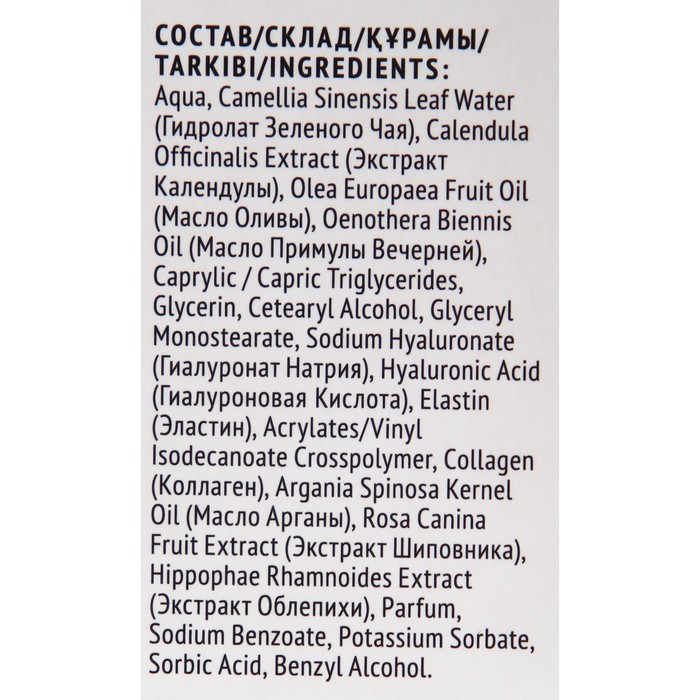 СОСТАВ/СКЛАД/ҚҰРАМЫ/
TARKIBI/INGREDIENTS:
Aqua, Camellia Sinensis Leaf Water
(Гидролат Зеленого Чая), Calendula
Officinalis Extract (Экстракт
Календулы), Olea Europaea Fruit Oil
(Масло Оливы), Oenothera Biennis
Oil (Масло Примулы Вечерней),
Caprylic / Capric Triglycerides,
Glycerin, Cetearyl Alcohol, Glyceryl
Monostearate, Sodium Hyaluronate
(Гиалуронат Натрия), Hyaluronic Acid
(Гиалуроновая Кислота), Elastin
(Эластин), Acrylates/Vinyl
Isodecanoate Crosspolymer, Collagen
(Коллаген), Argania Spinosa Kernel
Oil (Масло Арганы), Rosa Canina
Fruit Extract (Экстракт Шиповника),
Hippophae Rhamnoides Extract
(Экстракт Облепихи), Parfum,
Sodium Benzoate, Potassium Sorbate,
Sorbic Acid, Benzyl Alcohol.